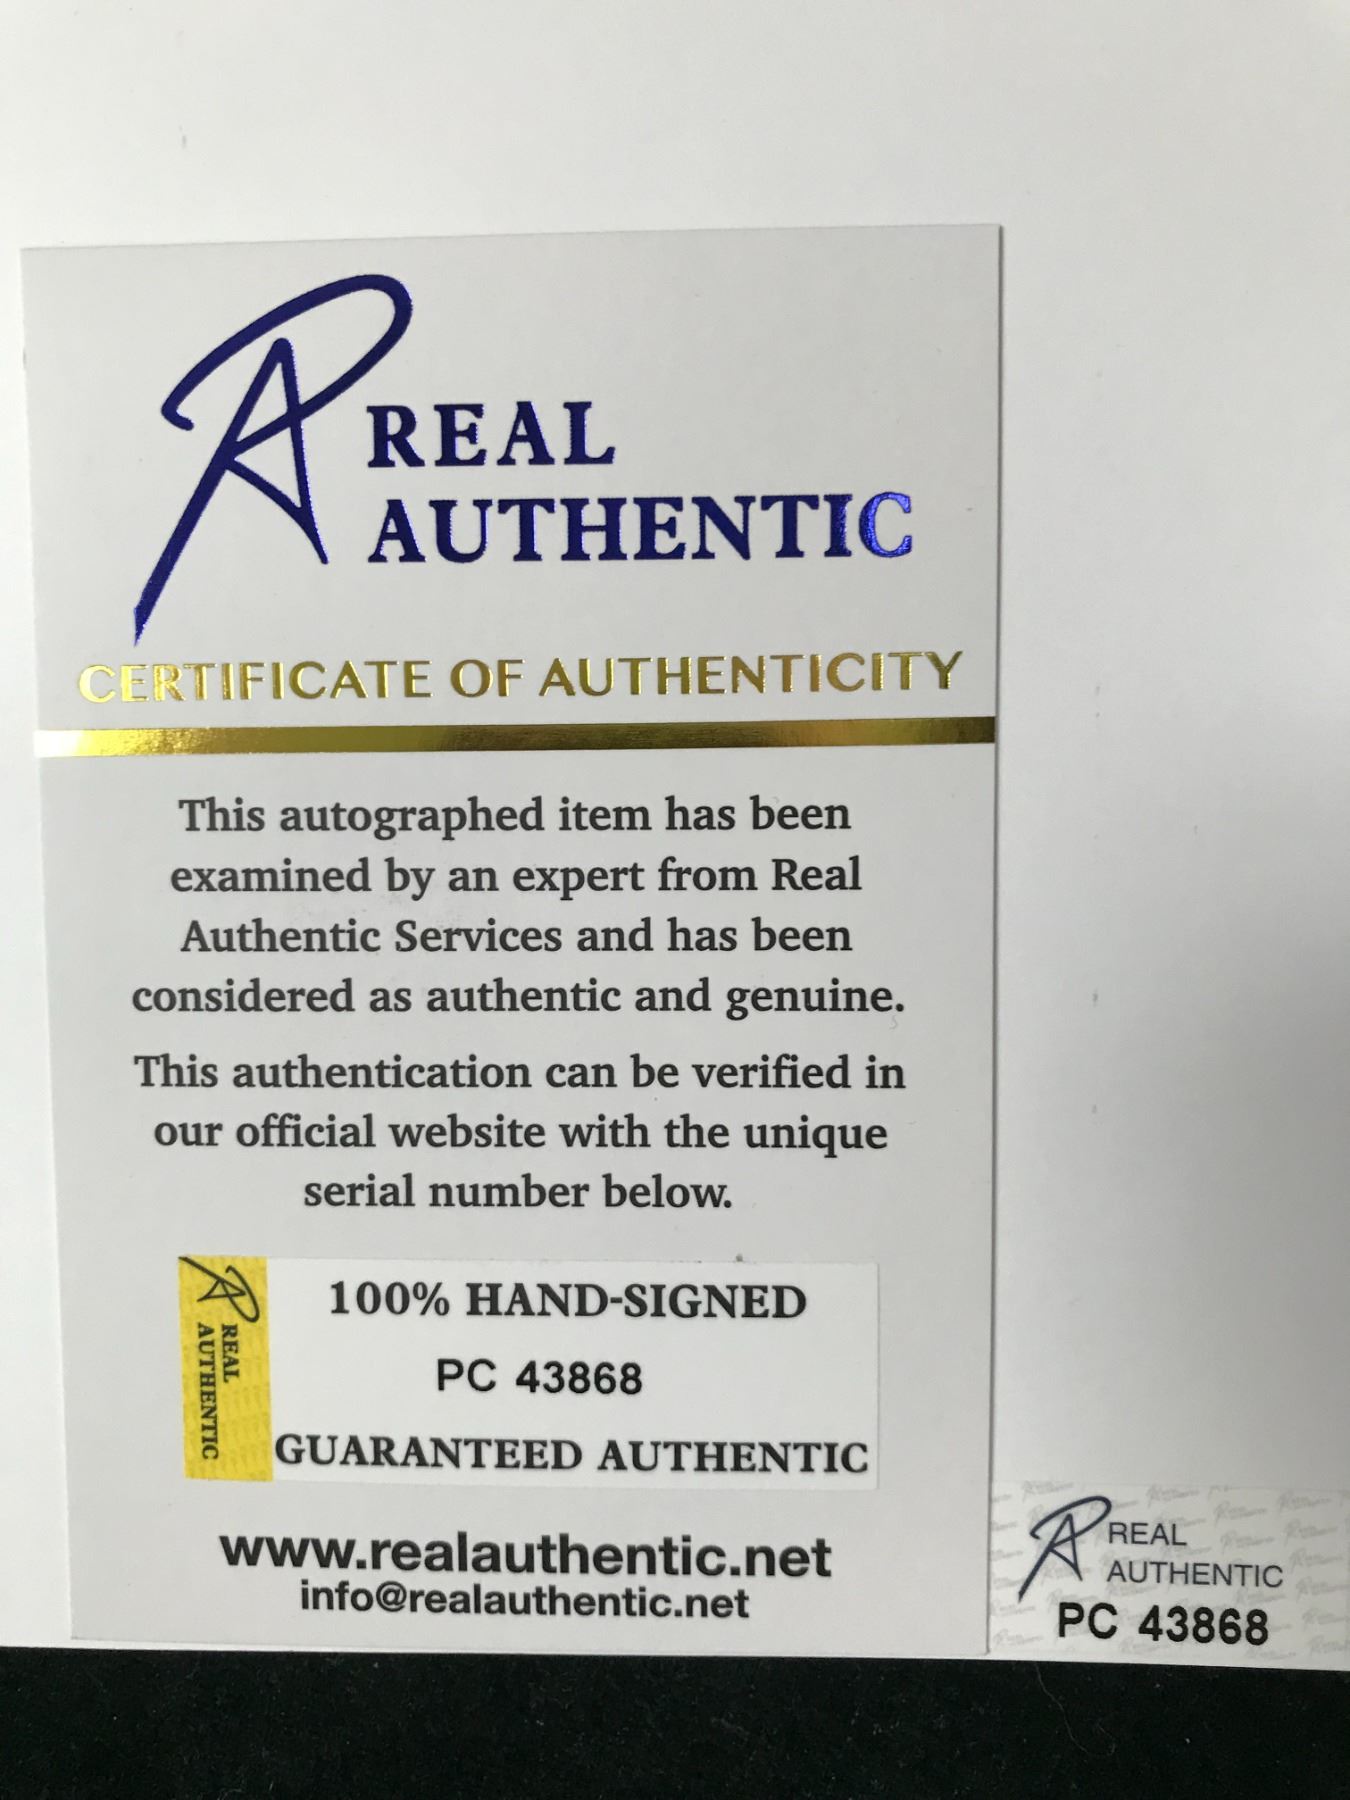 REAL
AUTHENTIC
CERTIFICATE OF AUTHENTICITY
This autographed item has been
examined by an expert from Real
Authentic Services and has been
considered as authentic and genuine.
This authentication can be verified in
our official website with the unique
serial number below.
REAL
AUTHENTIC
100% HAND-SIGNED
PC 43868
GUARANTEED AUTHENTIC
www.realauthentic.net
info@realauthentic.net
REAL
AUTHENTIC
PC 43868